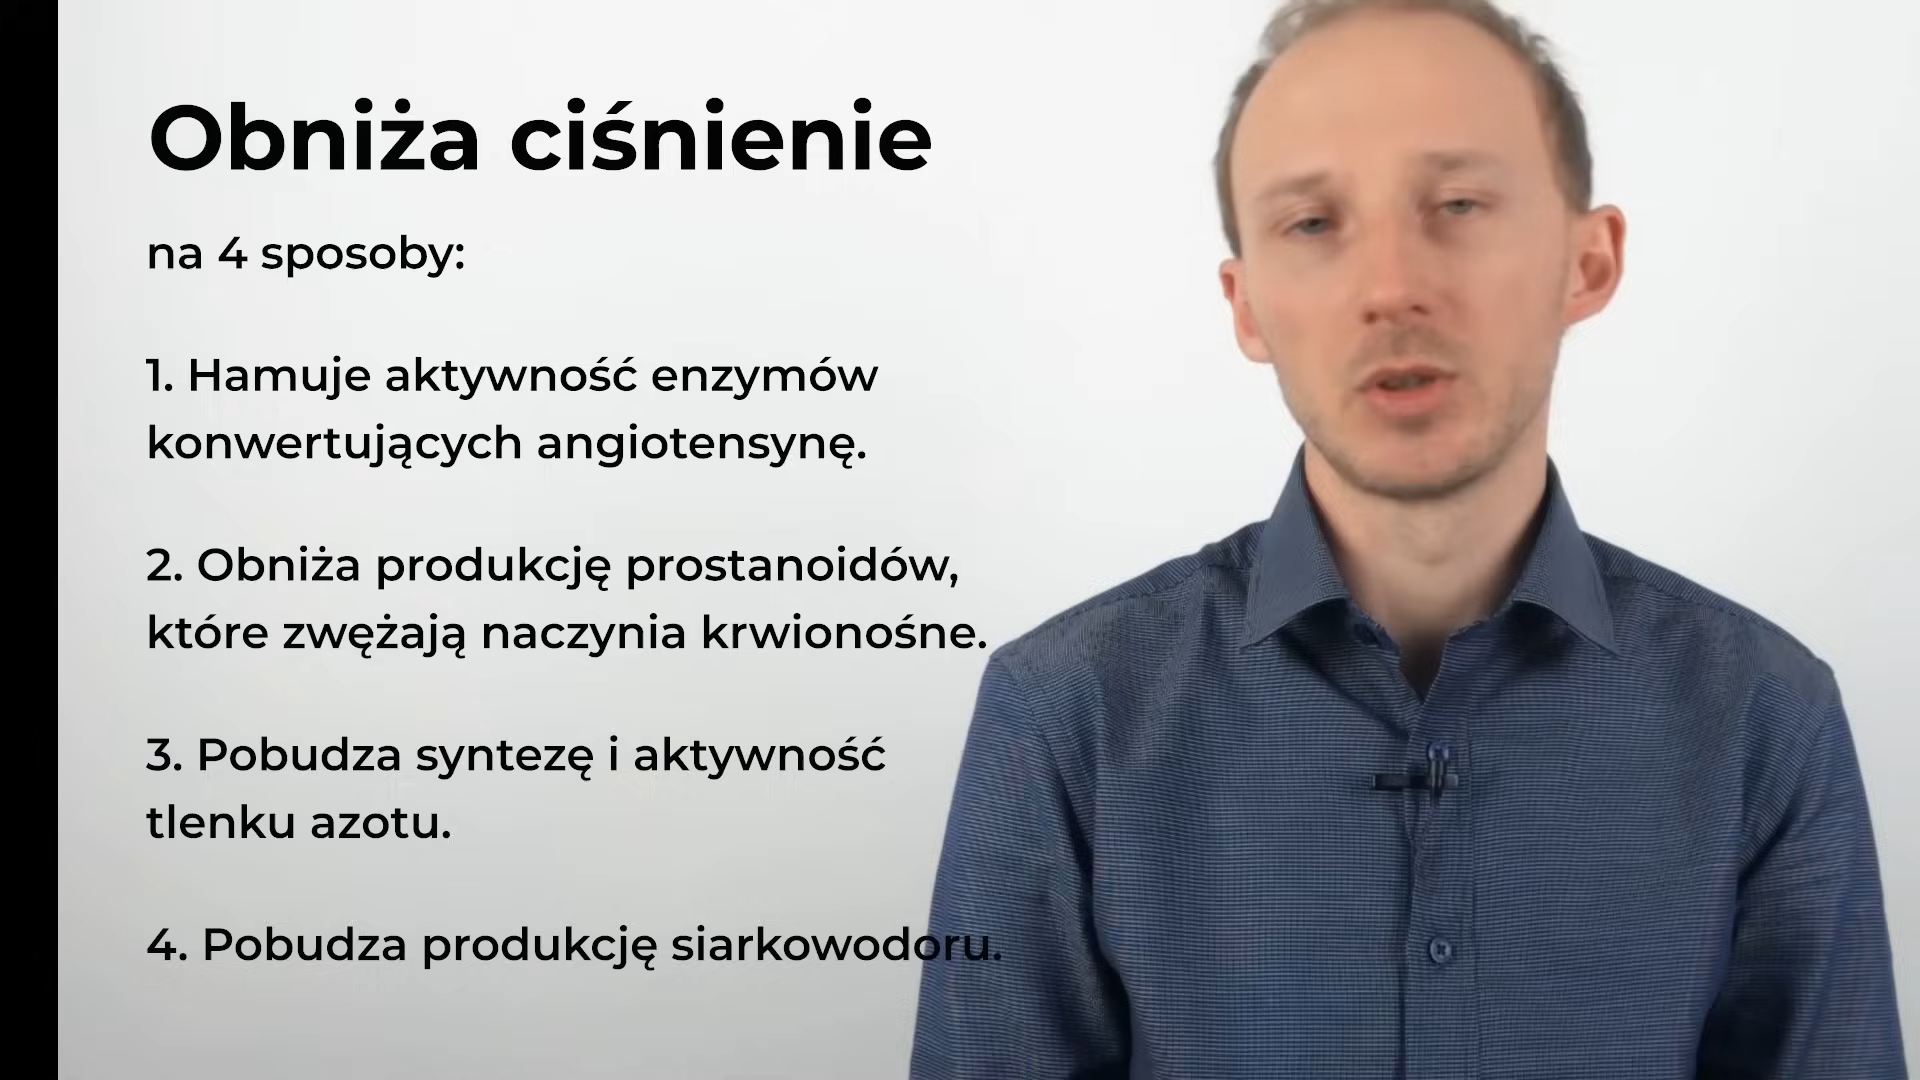 Obniża ciśnienie
na 4 sposoby:
1. Hamuje aktywność enzymów
konwertujących angiotensynę.
2. Obniża produkcję prostanoidów,
które zwężają naczynia krwionośne.
3. Pobudza syntezę i aktywność
tlenku azotu.
4. Pobudza produkcję siarkowodoru.